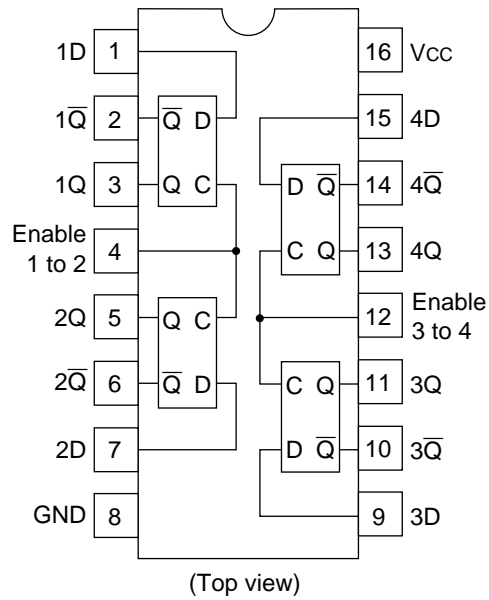 1D 1
16 Vcc
1Q̅ 2
Q̅ D
15 4D
1Q 3
Q C
D Q̅
14 4Q̅
Enable
1 to 2
4
C Q
13 4Q
2Q 5
Q C
12
Enable
3 to 4
2Q̅ 6
Q̅ D
C Q
11 3Q
2D 7
D Q̅
10 3Q̅
GND 8
9 3D
(Top view)